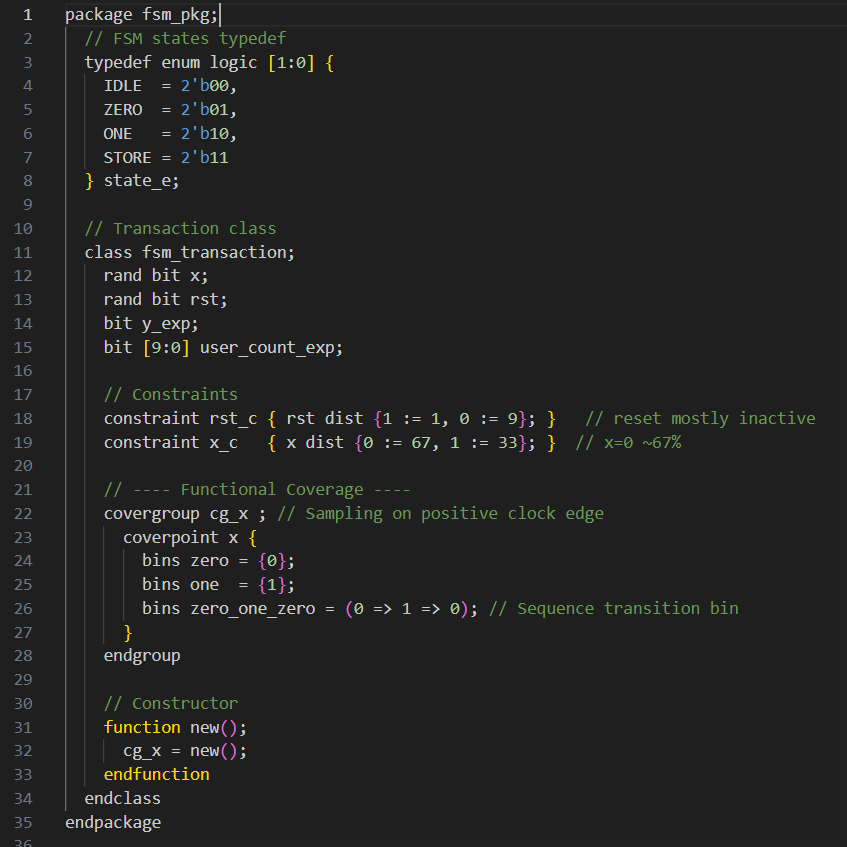 1 package fsm_pkg;
2 // FSM states typedef
3 typedef enum logic [1:0] {
4 IDLE  = 2'b00,
5 ZERO  = 2'b01,
6 ONE   = 2'b10,
7 STORE = 2'b11
8 } state_e;
9
10 // Transaction class
11 class fsm_transaction;
12 rand bit x;
13 rand bit rst;
14 bit y_exp;
15 bit [9:0] user_count_exp;
16
17 // Constraints
18 constraint rst_c { rst dist {1 := 1, 0 := 9}; }   // reset mostly inactive
19 constraint x_c   { x dist {0 := 67, 1 := 33}; }  // x=0 ~67%
20
21 // ---- Functional Coverage ----
22 covergroup cg_x ; // Sampling on positive clock edge
23 coverpoint x {
24 bins zero = {0};
25 bins one  = {1};
26 bins zero_one_zero = (0 => 1 => 0); // Sequence transition bin
27 }
28 endgroup
29
30 // Constructor
31 function new();
32 cg_x = new();
33 endfunction
34 endclass
35 endpackage
36